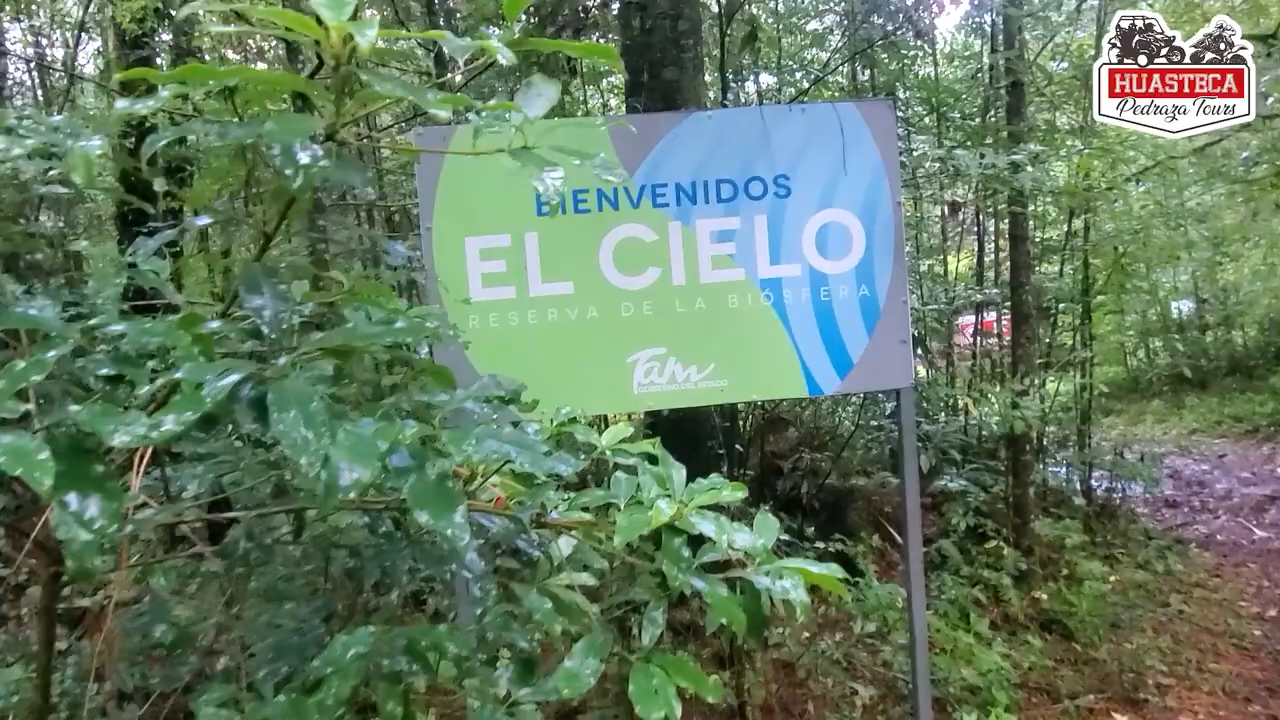 HUASTECA
Pedraza Tours
BIENVENIDOS
EL CIELO
RESERVA DE LA BIÓSFERA
Tam
GOBIERNO DEL ESTADO